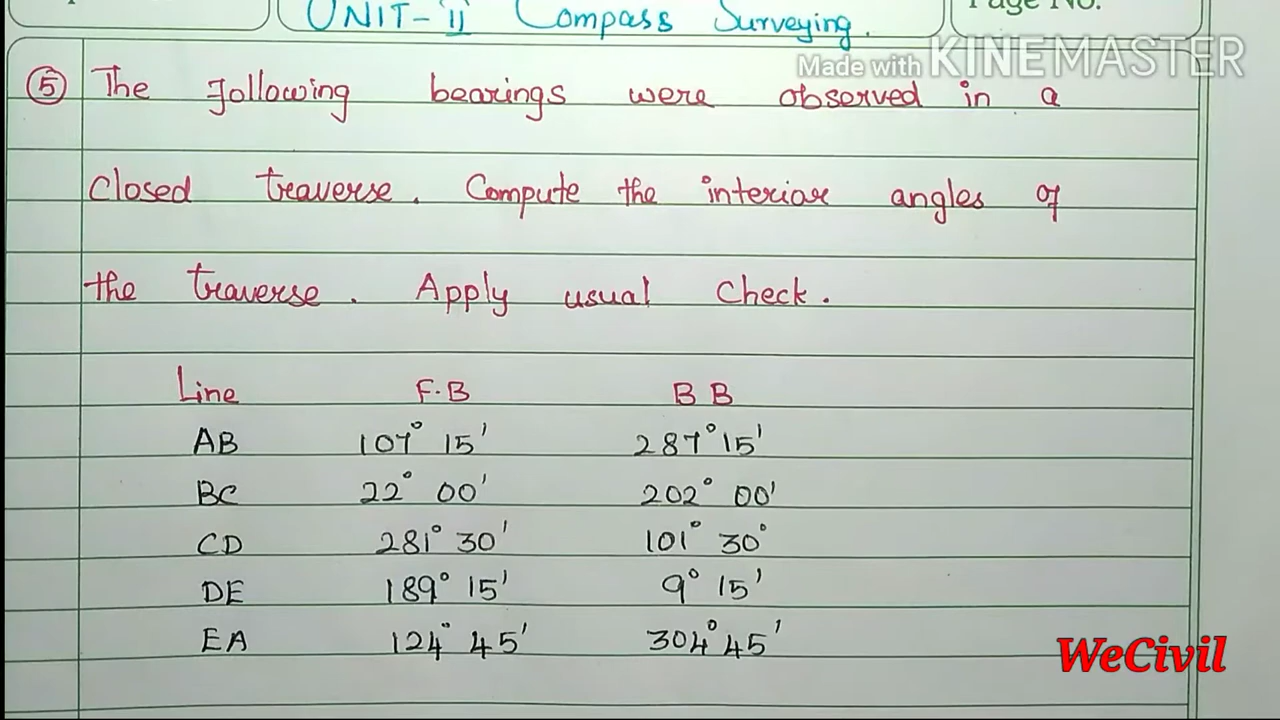 Page No.
UNIT-II Compass Surveying.
Made with KINEMASTER
5 The following bearings were observed in a
closed traverse. Compute the interior angles of
the traverse. Apply usual check.
Line F.B B B
AB 107° 15' 287° 15'
BC 22° 00' 202° 00'
CD 281° 30' 101° 30°
DE 189° 15' 9° 15'
EA 124° 45' 304° 45'
WeCivil